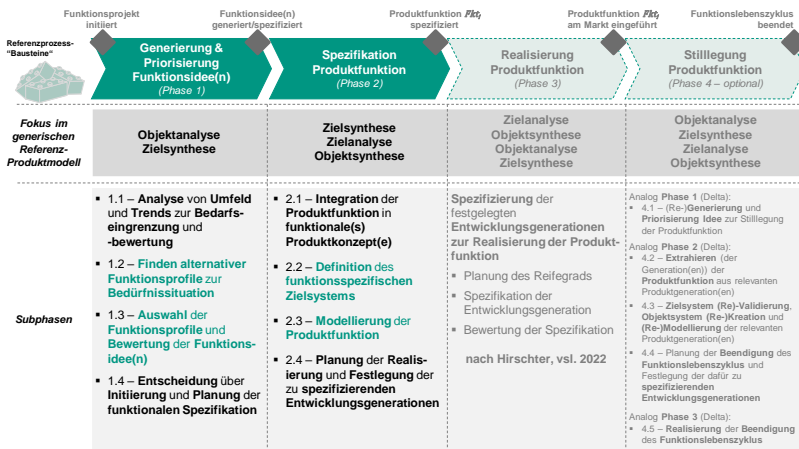 Funktionsprojekt
initiiert
Funktionsidee(n)
generiert/spezifiziert
Produktfunktion Fkt,
spezifiziert
Produktfunktion Fkt,
am Markt eingeführt
Funktionslebenszyklus
beendet
Referenzprozess-
"Bausteine"
Generierung &
Priorisierung
Funktionsidee(n)
(Phase 1)
Spezifikation
Produktfunktion
(Phase 2)
Realisierung
Produktfunktion
(Phase 3)
Stilllegung
Produktfunktion
(Phase 4 – optional)
Fokus im
generischen
Referenz-
Produktmodell
Objektanalyse
Zielsynthese
Zielsynthese
Zielanalyse
Objektsynthese
Zielanalyse
Objektsynthese
Objektanalyse
Zielsynthese
Objektanalyse
Zielsynthese
Zielanalyse
Objektsynthese
Subphasen
▪ 1.1 – Analyse von Umfeld
und Trends zur Bedarfs-
eingrenzung und
-bewertung
▪ 1.2 – Finden alternativer
Funktionsprofile zur
Bedürfnissituation
▪ 1.3 – Auswahl der
Funktionsprofile und
Bewertung der Funktions-
idee(n)
▪ 1.4 – Entscheidung über
Initiierung und Planung der
funktionalen Spezifikation
▪ 2.1 – Integration der
Produktfunktion in
funktionale(s)
Produktkonzept(e)
▪ 2.2 – Definition des
funktionsspezifischen
Zielsystems
▪ 2.3 – Modellierung der
Produktfunktion
▪ 2.4 – Planung der Realis-
ierung und Festlegung der
zu spezifizierenden
Entwicklungsgenerationen
Spezifizierung der
festgelegten
Entwicklungsgenerationen
zur Realisierung der Produkt-
funktion
▪ Planung des Reifegrads
▪ Spezifikation der
Entwicklungsgeneration
▪ Bewertung der Spezifikation
nach Hirschter, vsl. 2022
Analog Phase 1 (Delta):
▪ 4.1 – (Re-)Generierung und
Priorisierung Idee zur Stilllegung
der Produktfunktion
Analog Phase 2 (Delta):
▪ 4.2 – Extrahieren (der
Generation(en)) der
Produktfunktion aus relevanten
Produktgeneration(en)
▪ 4.3 – Zielsystem (Re)-Validierung,
Objektsystem (Re-)Kreation und
(Re-)Modellierung der relevanten
Produktgeneration(en)
▪ 4.4 – Planung der Beendigung des
Funktionslebenszyklus und
Festlegung der dafür zu
spezifizierenden
Entwicklungsgenerationen
Analog Phase 3 (Delta):
▪ 4.5 – Realisierung der Beendigung
des Funktionslebenszyklus